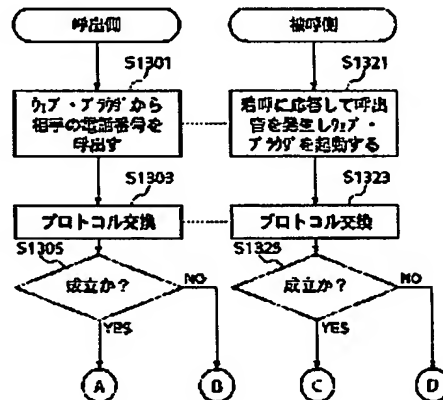 呼出側
被呼側
S1301
S1321
ウェブ・ブラウザから
相手の電話番号を
呼出す
着呼に応答して呼出
音を発生しウェブ・
ブラウザを起動する
S1303
S1323
プロトコル交換
プロトコル交換
S1305
S1325
成立か?
NO
成立か?
NO
YES
YES
A
B
C
D